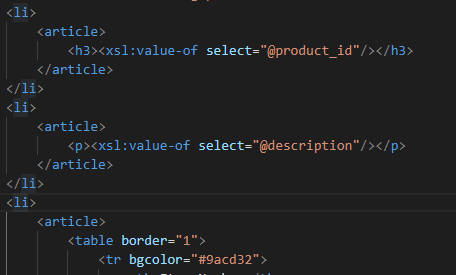 <li>
<article>
<h3><xsl:value-of select="@product_id"/></h3>
</article>
</li>
<li>
<article>
<p><xsl:value-of select="@description"/></p>
</article>
</li>
<li>
<article>
<table border="1">
<tr bgcolor="#9acd32">